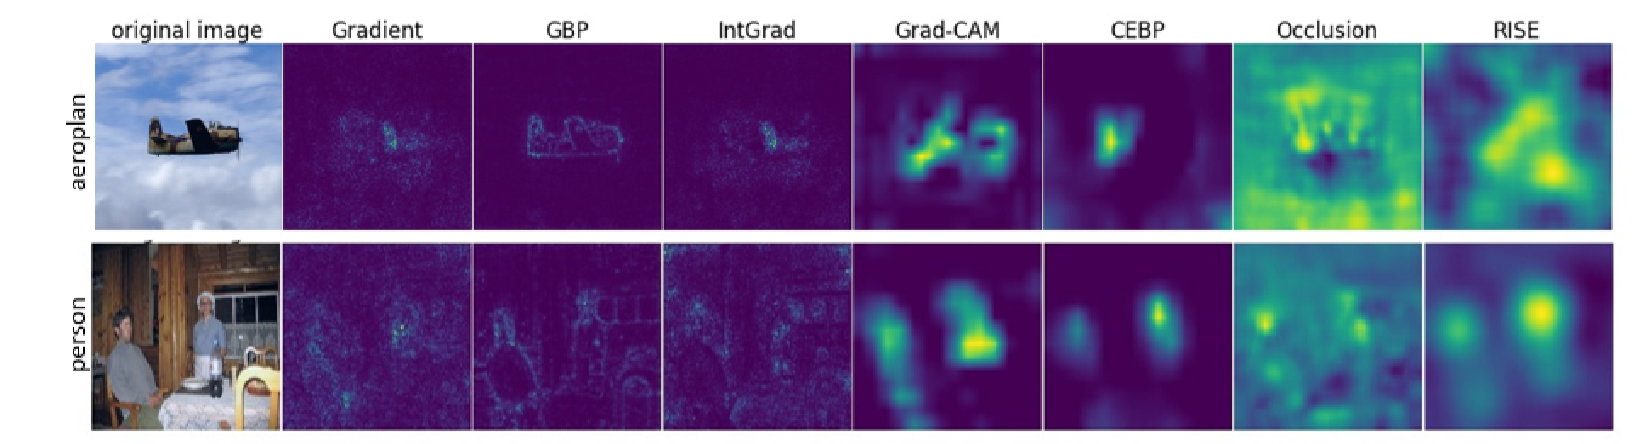 original image Gradient GBP IntGrad Grad-CAM CEBP Occlusion RISE
aeroplan
person